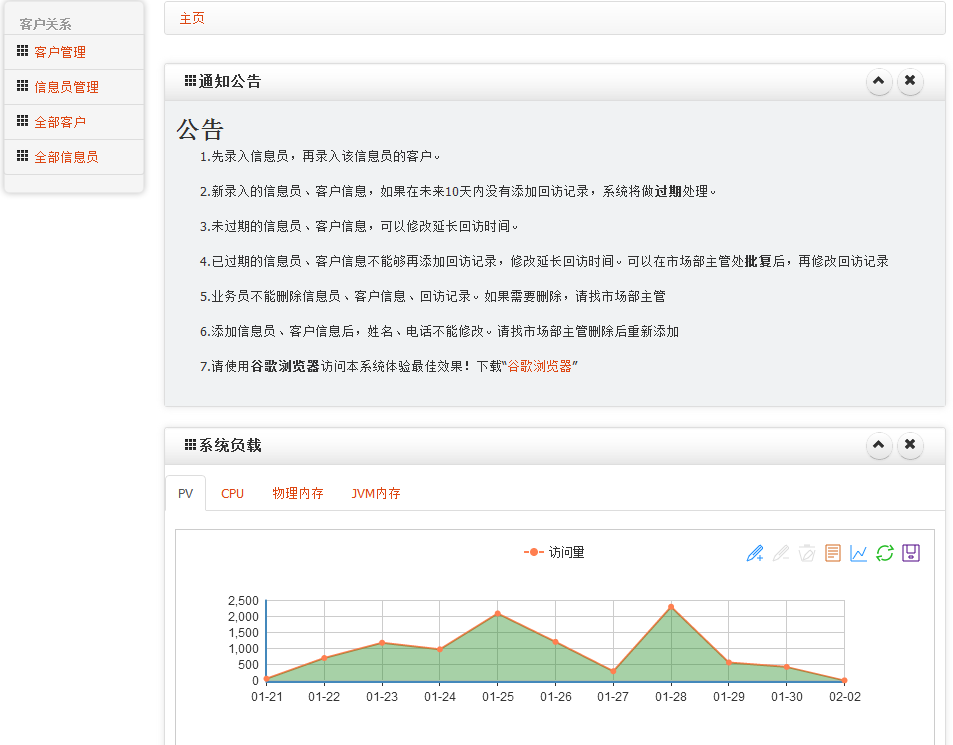 客户关系
客户管理
信息员管理
全部客户
全部信息员
主页
通知公告
公告
1.先录入信息员，再录入该信息员的客户。
2.新录入的信息员、客户信息，如果在未来10天内没有添加回访记录，系统将做过期处理。
3.未过期的信息员、客户信息，可以修改延长回访时间。
4.已过期的信息员、客户信息不能够再添加回访记录，修改延长回访时间。可以在市场部主管处批复后，再修改回访记录
5.业务员不能删除信息员、客户信息、回访记录。如果需要删除，请找市场部主管
6.添加信息员、客户信息后，姓名、电话不能修改。请找市场部主管删除后重新添加
7.请使用谷歌浏览器访问本系统体验最佳效果！下载“谷歌浏览器”
系统负载
PV CPU 物理内存 JVM内存
访问量
2,500
2,000
1,500
1,000
500
0
01-21 01-22 01-23 01-24 01-25 01-26 01-27 01-28 01-29 01-30 02-02